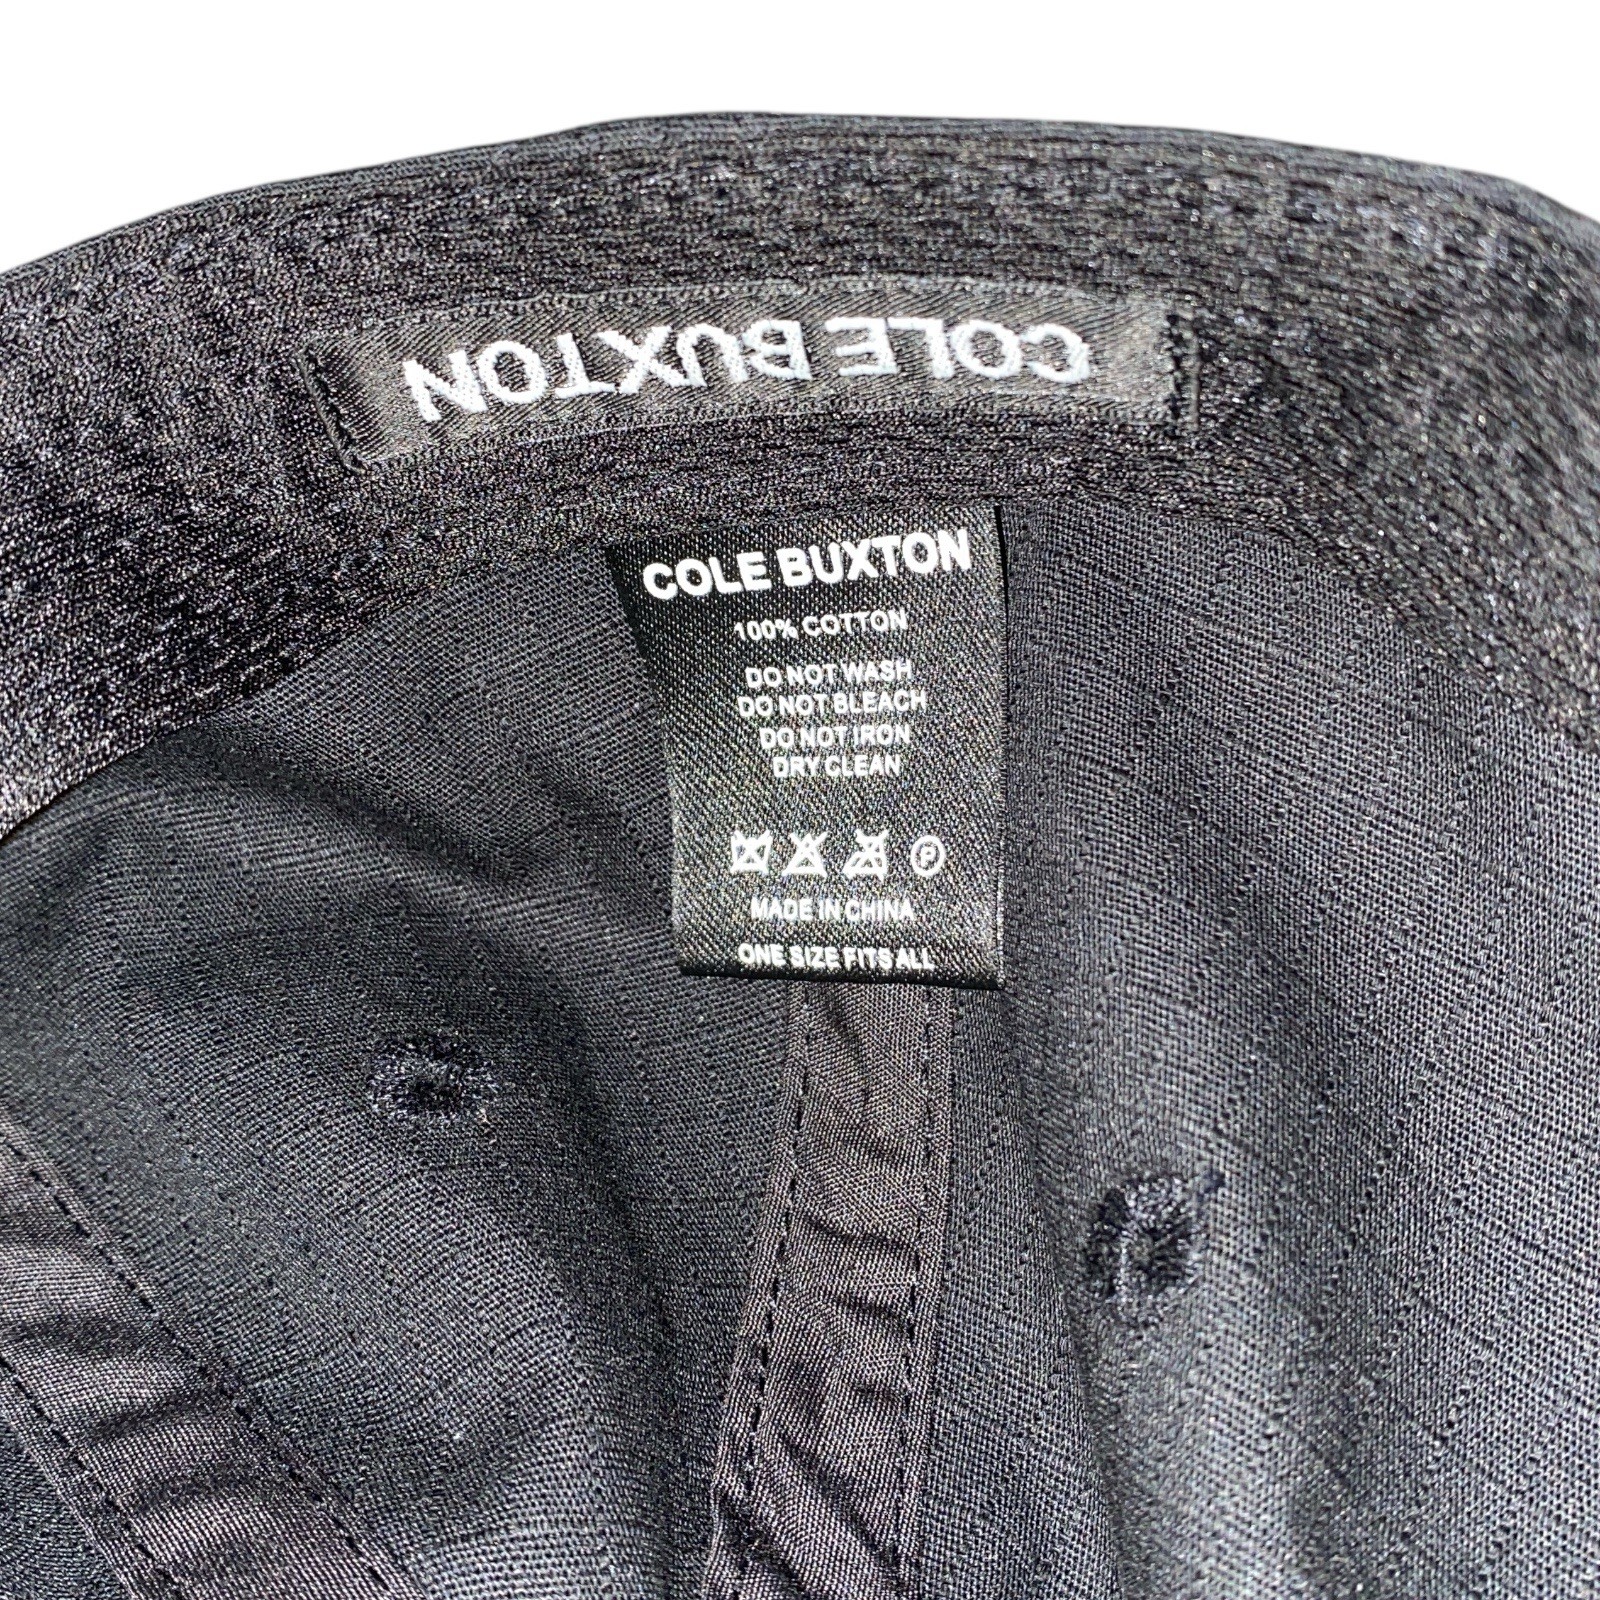 COLE BUXTON
COLE BUXTON
100% COTTON
DO NOT WASH
DO NOT BLEACH
DO NOT IRON
DRY CLEAN
P
MADE IN CHINA
ONE SIZE FITS ALL